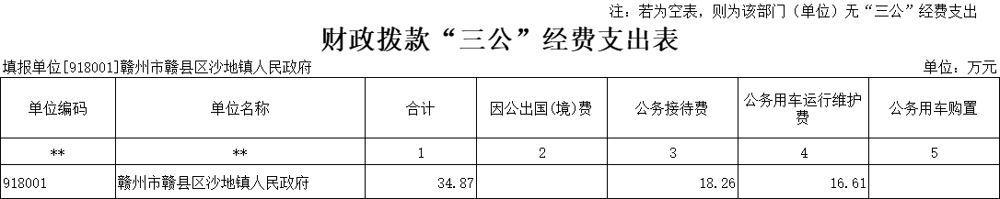 注：若为空表，则为该部门（单位）无“三公”经费支出
财政拨款“三公”经费支出表
填报单位[918001]赣州市赣县区沙地镇人民政府 单位：万元
单位编码 单位名称 合计 因公出国(境)费 公务接待费 公务用车运行维护费 公务用车购置
** ** 1 2 3 4 5
918001 赣州市赣县区沙地镇人民政府 34.87 18.26 16.61